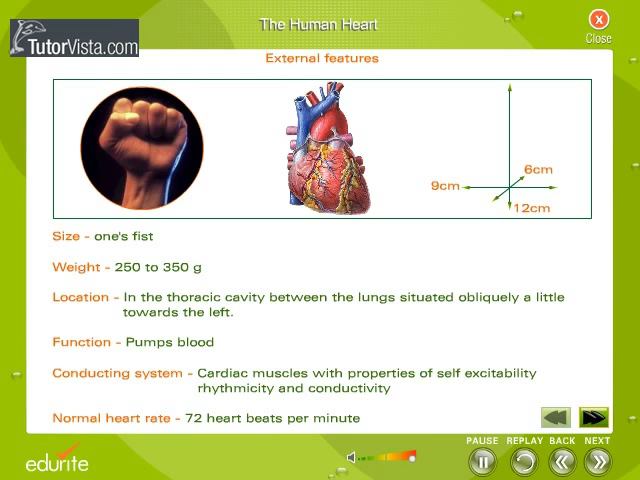 The Human Heart
Close
TutorVista.com
External features
6cm
9cm
12cm
Size - one's fist
Weight - 250 to 350 g
Location - In the thoracic cavity between the lungs situated obliquely a little
towards the left.
Function - Pumps blood
Conducting system - Cardiac muscles with properties of self excitability
rhythmicity and conductivity
Normal heart rate - 72 heart beats per minute
PAUSE REPLAY BACK NEXT
edurite